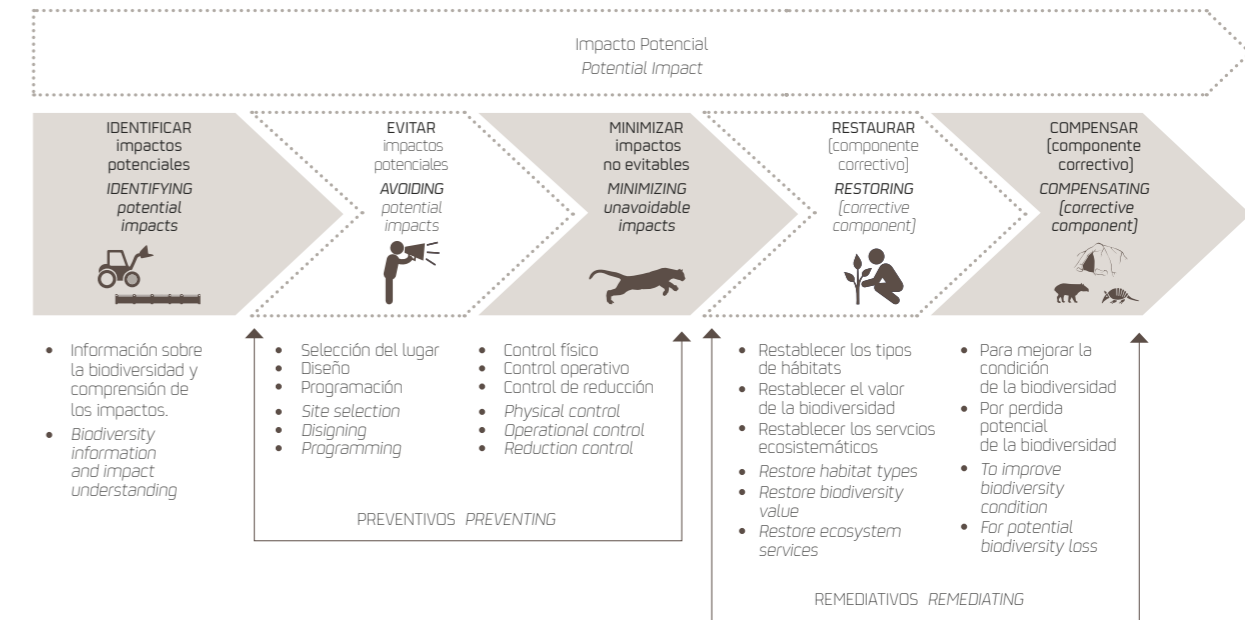 Impacto Potencial
Potential Impact
IDENTIFICAR
impactos
potenciales
IDENTIFYING
potential
impacts
EVITAR
impactos
potenciales
AVOIDING
potential
impacts
MINIMIZAR
impactos
no evitables
MINIMIZING
unavoidable
impacts
RESTAURAR
[componente
correctivo]
RESTORING
[corrective
component]
COMPENSAR
[componente
correctivo]
COMPENSATING
[corrective
component]
• Información sobre
la biodiversidad y
comprensión de
los impactos.
• Biodiversity
information
and impact
understanding
• Selección del lugar
• Diseño
• Programación
• Site selection
• Disigning
• Programming
• Control físico
• Control operativo
• Control de reducción
• Physical control
• Operational control
• Reduction control
PREVENTIVOS PREVENTING
• Restablecer los tipos
de hábitats
• Restablecer el valor
de la biodiversidad
• Restablecer los servcios
ecosistemáticos
• Restore habitat types
• Restore biodiversity
value
• Restore ecosystem
services
• Para mejorar la
condición
de la biodiversidad
• Por perdida
potencial
de la biodiversidad
• To improve
biodiversity
condition
• For potential
biodiversity loss
REMEDIATIVOS REMEDIATING